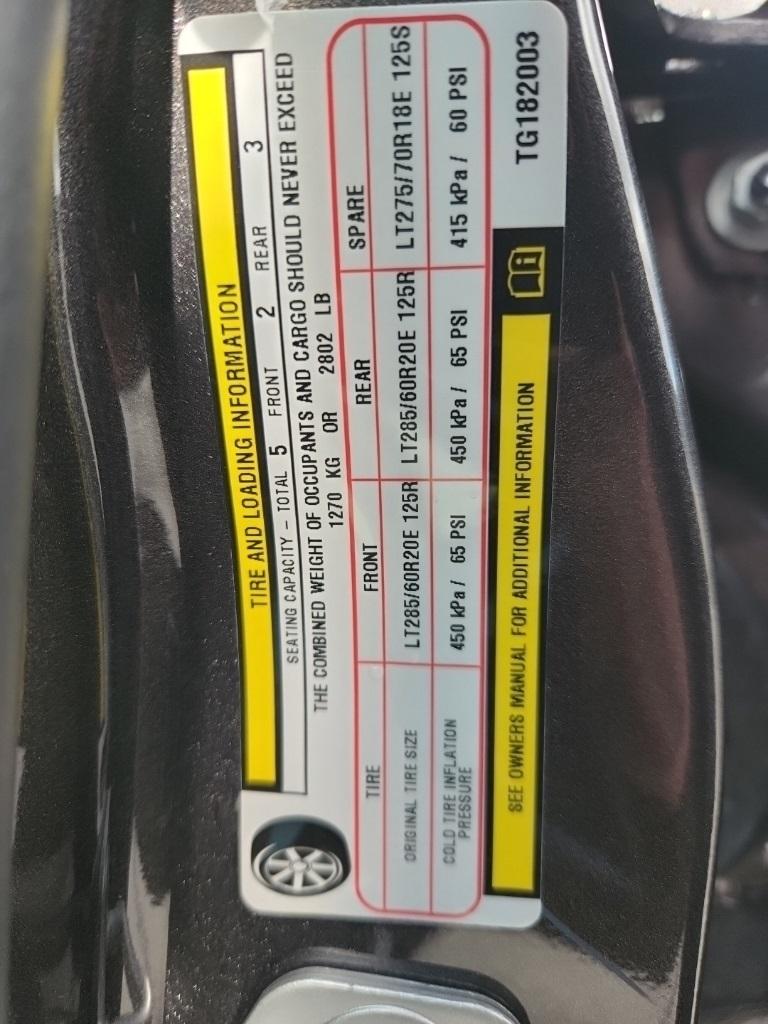 TIRE AND LOADING INFORMATION
SEATING CAPACITY – TOTAL 5 FRONT 2 REAR 3
THE COMBINED WEIGHT OF OCCUPANTS AND CARGO SHOULD NEVER EXCEED
1270 KG OR 2802 LB
TIRE FRONT REAR SPARE
ORIGINAL TIRE SIZE LT285/60R20E 125R LT285/60R20E 125R LT275/70R18E 125S
COLD TIRE INFLATION PRESSURE 450 kPa / 65 PSI 450 kPa / 65 PSI 415 kPa / 60 PSI
SEE OWNERS MANUAL FOR ADDITIONAL INFORMATION
TG182003